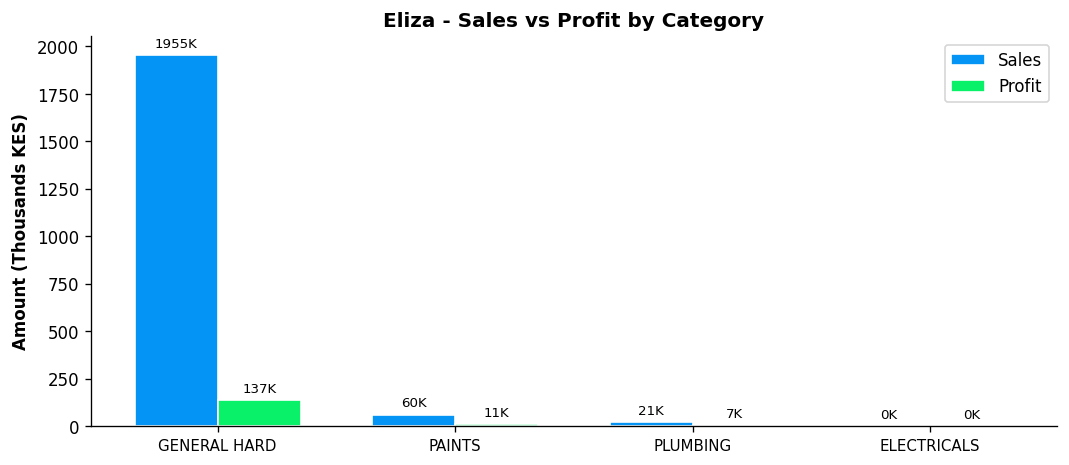 Eliza - Sales vs Profit by Category
Amount (Thousands KES)
2000
1750
1500
1250
1000
750
500
250
0
1955K
137K
60K
11K
21K
7K
0K
0K
GENERAL HARD
PAINTS
PLUMBING
ELECTRICALS
Sales
Profit